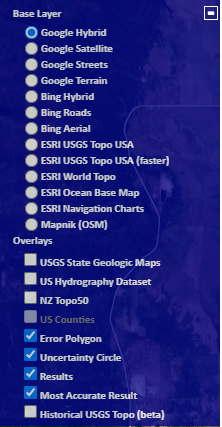 Base Layer
Google Hybrid
Google Satellite
Google Streets
Google Terrain
Bing Hybrid
Bing Roads
Bing Aerial
ESRI USGS Topo USA
ESRI USGS Topo USA (faster)
ESRI World Topo
ESRI Ocean Base Map
ESRI Navigation Charts
Mapnik (OSM)
Overlays
USGS State Geologic Maps
US Hydrography Dataset
NZ Topo50
US Counties
Error Polygon
Uncertainty Circle
Results
Most Accurate Result
Historical USGS Topo (beta)